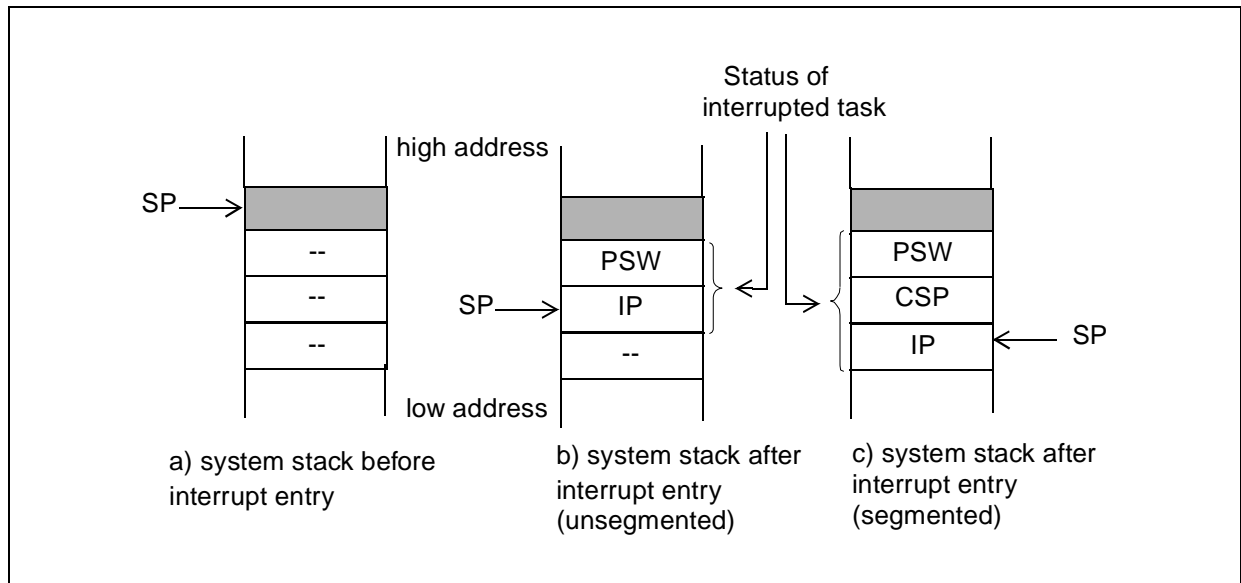 Status of
interrupted task
high address
SP
--
--
--
PSW
SP
IP
--
PSW
CSP
IP
SP
low address
a) system stack before
interrupt entry
b) system stack after
interrupt entry
(unsegmented)
c) system stack after
interrupt entry
(segmented)